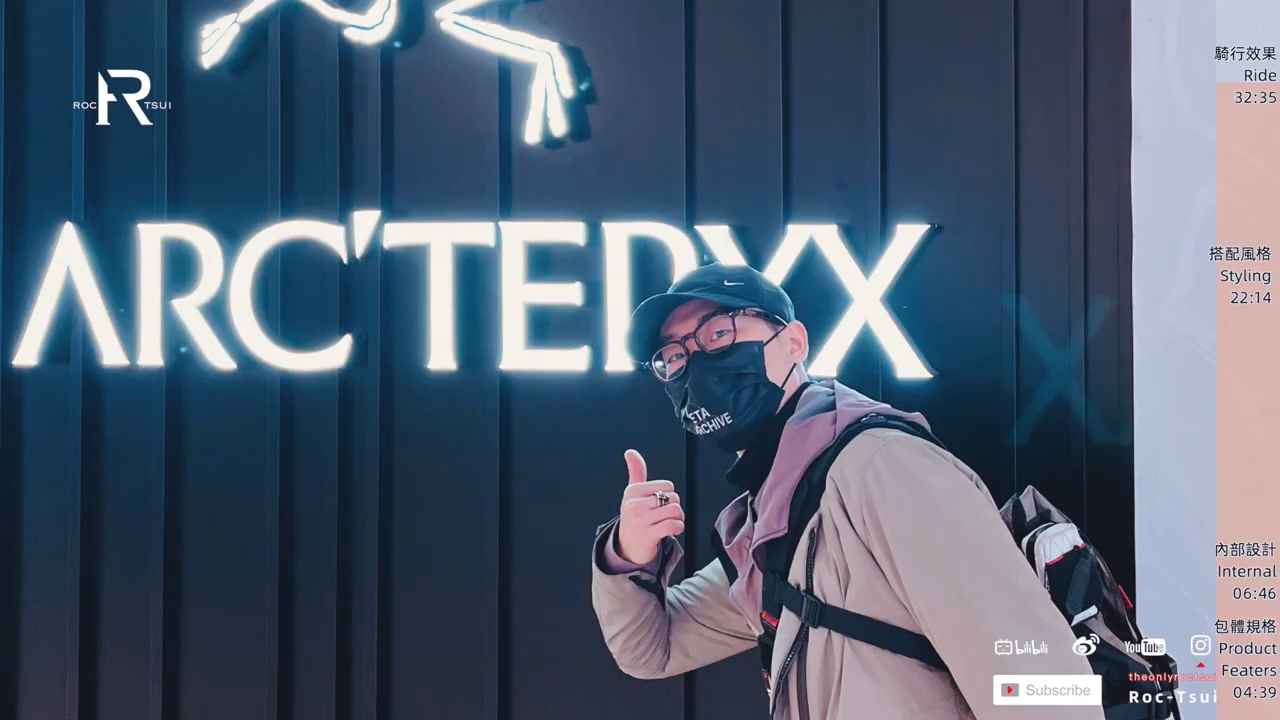 ROC R TSUI
ARC'TERYX
META
ARCHIVE
騎行效果
Ride
32:35
搭配風格
Styling
22:14
內部設計
Internal
06:46
包體規格
Product
Featers
04:39
bilibili
YouTube
Subscribe
theonlyroctsui
Roc-Tsui
X